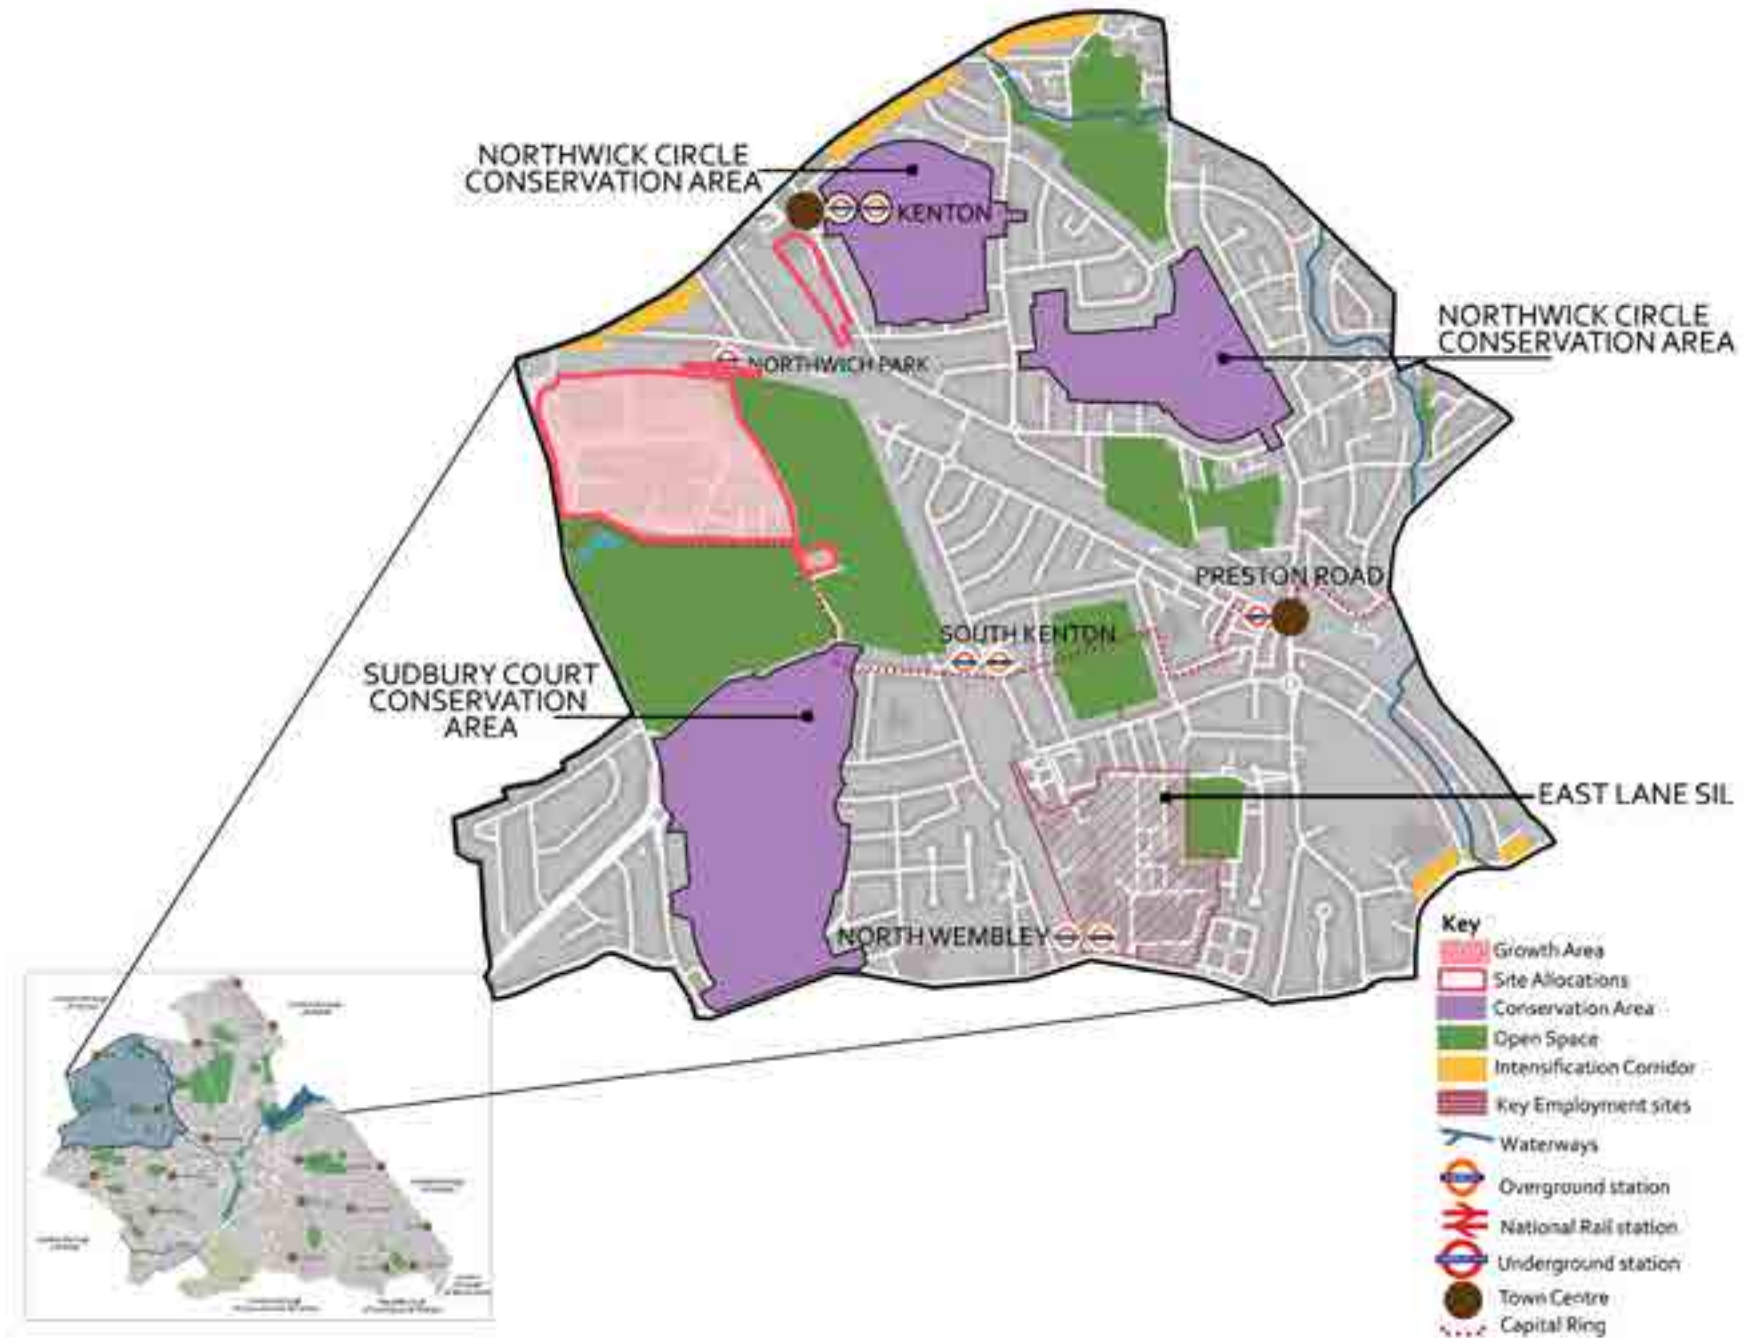 NORTHWICK CIRCLE
CONSERVATION AREA
KENTON
NORTHWICK CIRCLE
CONSERVATION AREA
NORTHWICH PARK
PRESTON ROAD
SOUTH KENTON
SUDBURY COURT
CONSERVATION
AREA
EAST LANE SIL
NORTH WEMBLEY
Key
Growth Area
Site Allocations
Conservation Area
Open Space
Intensification Corridor
Key Employment sites
Waterways
Overground station
National Rail station
Underground station
Town Centre
Capital Ring